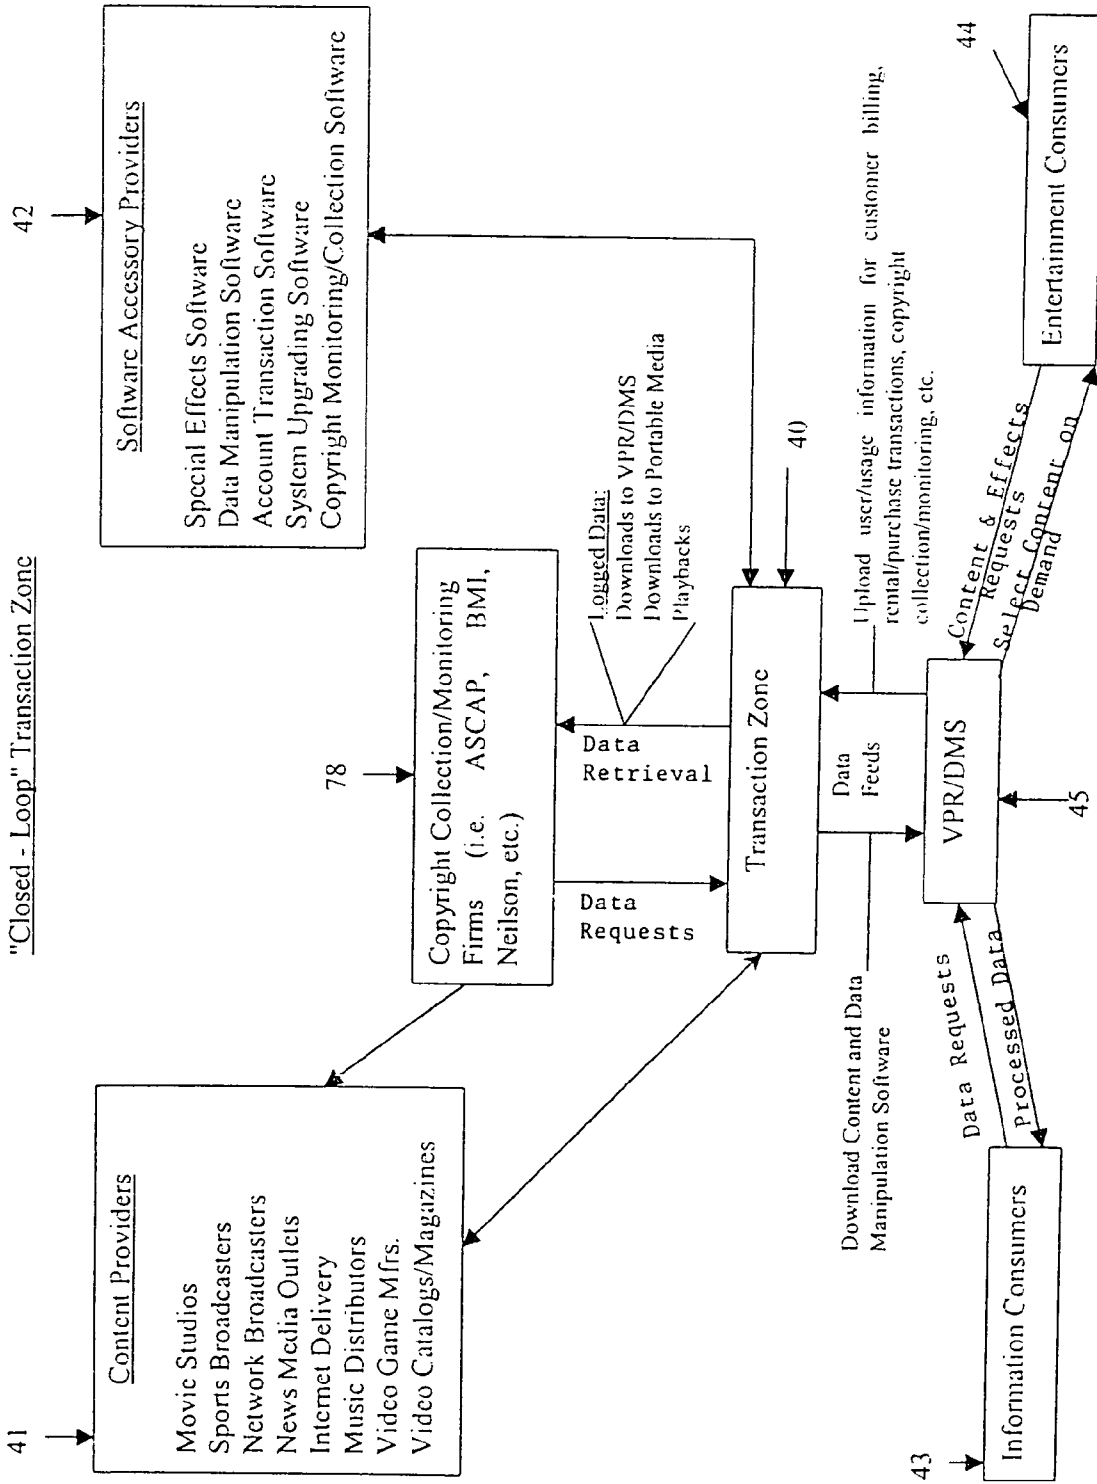 "Closed - Loop" Transaction Zone
41
Content Providers
Movie Studios
Sports Broadcasters
Network Broadcasters
News Media Outlets
Internet Delivery
Music Distributors
Video Game Mfrs.
Video Catalogs/Magazines
78
Copyright Collection/Monitoring
Firms (i.e. ASCAP, BMI,
Neilson, etc.)
42
Software Accessory Providers
Special Effects Software
Data Manipulation Software
Account Transaction Software
System Upgrading Software
Copyright Monitoring/Collection Software
Data
Requests
Data
Retrieval
Logged Data:
Downloads to VPR/DMS
Downloads to Portable Media
Playbacks
Transaction Zone
40
Download Content and Data
Manipulation Software
Data
Feeds
Upload user/usage information for customer billing,
rental/purchase transactions, copyright
collection/monitoring, etc.
VPR/DMS
45
Data Requests
Processed Data
Content & Effects
Requests
Select Content on
Demand
43
Information Consumers
44
Entertainment Consumers